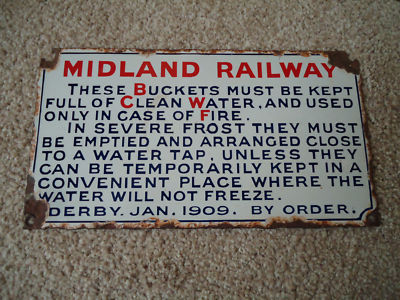 MIDLAND RAILWAY
THESE BUCKETS MUST BE KEPT
FULL OF CLEAN WATER, AND USED
ONLY IN CASE OF FIRE.
IN SEVERE FROST THEY MUST
BE EMPTIED AND ARRANGED CLOSE
TO A WATER TAP, UNLESS THEY
CAN BE TEMPORARILY KEPT IN A
CONVENIENT PLACE WHERE THE
WATER WILL NOT FREEZE.
DERBY. JAN. 1909. BY ORDER.